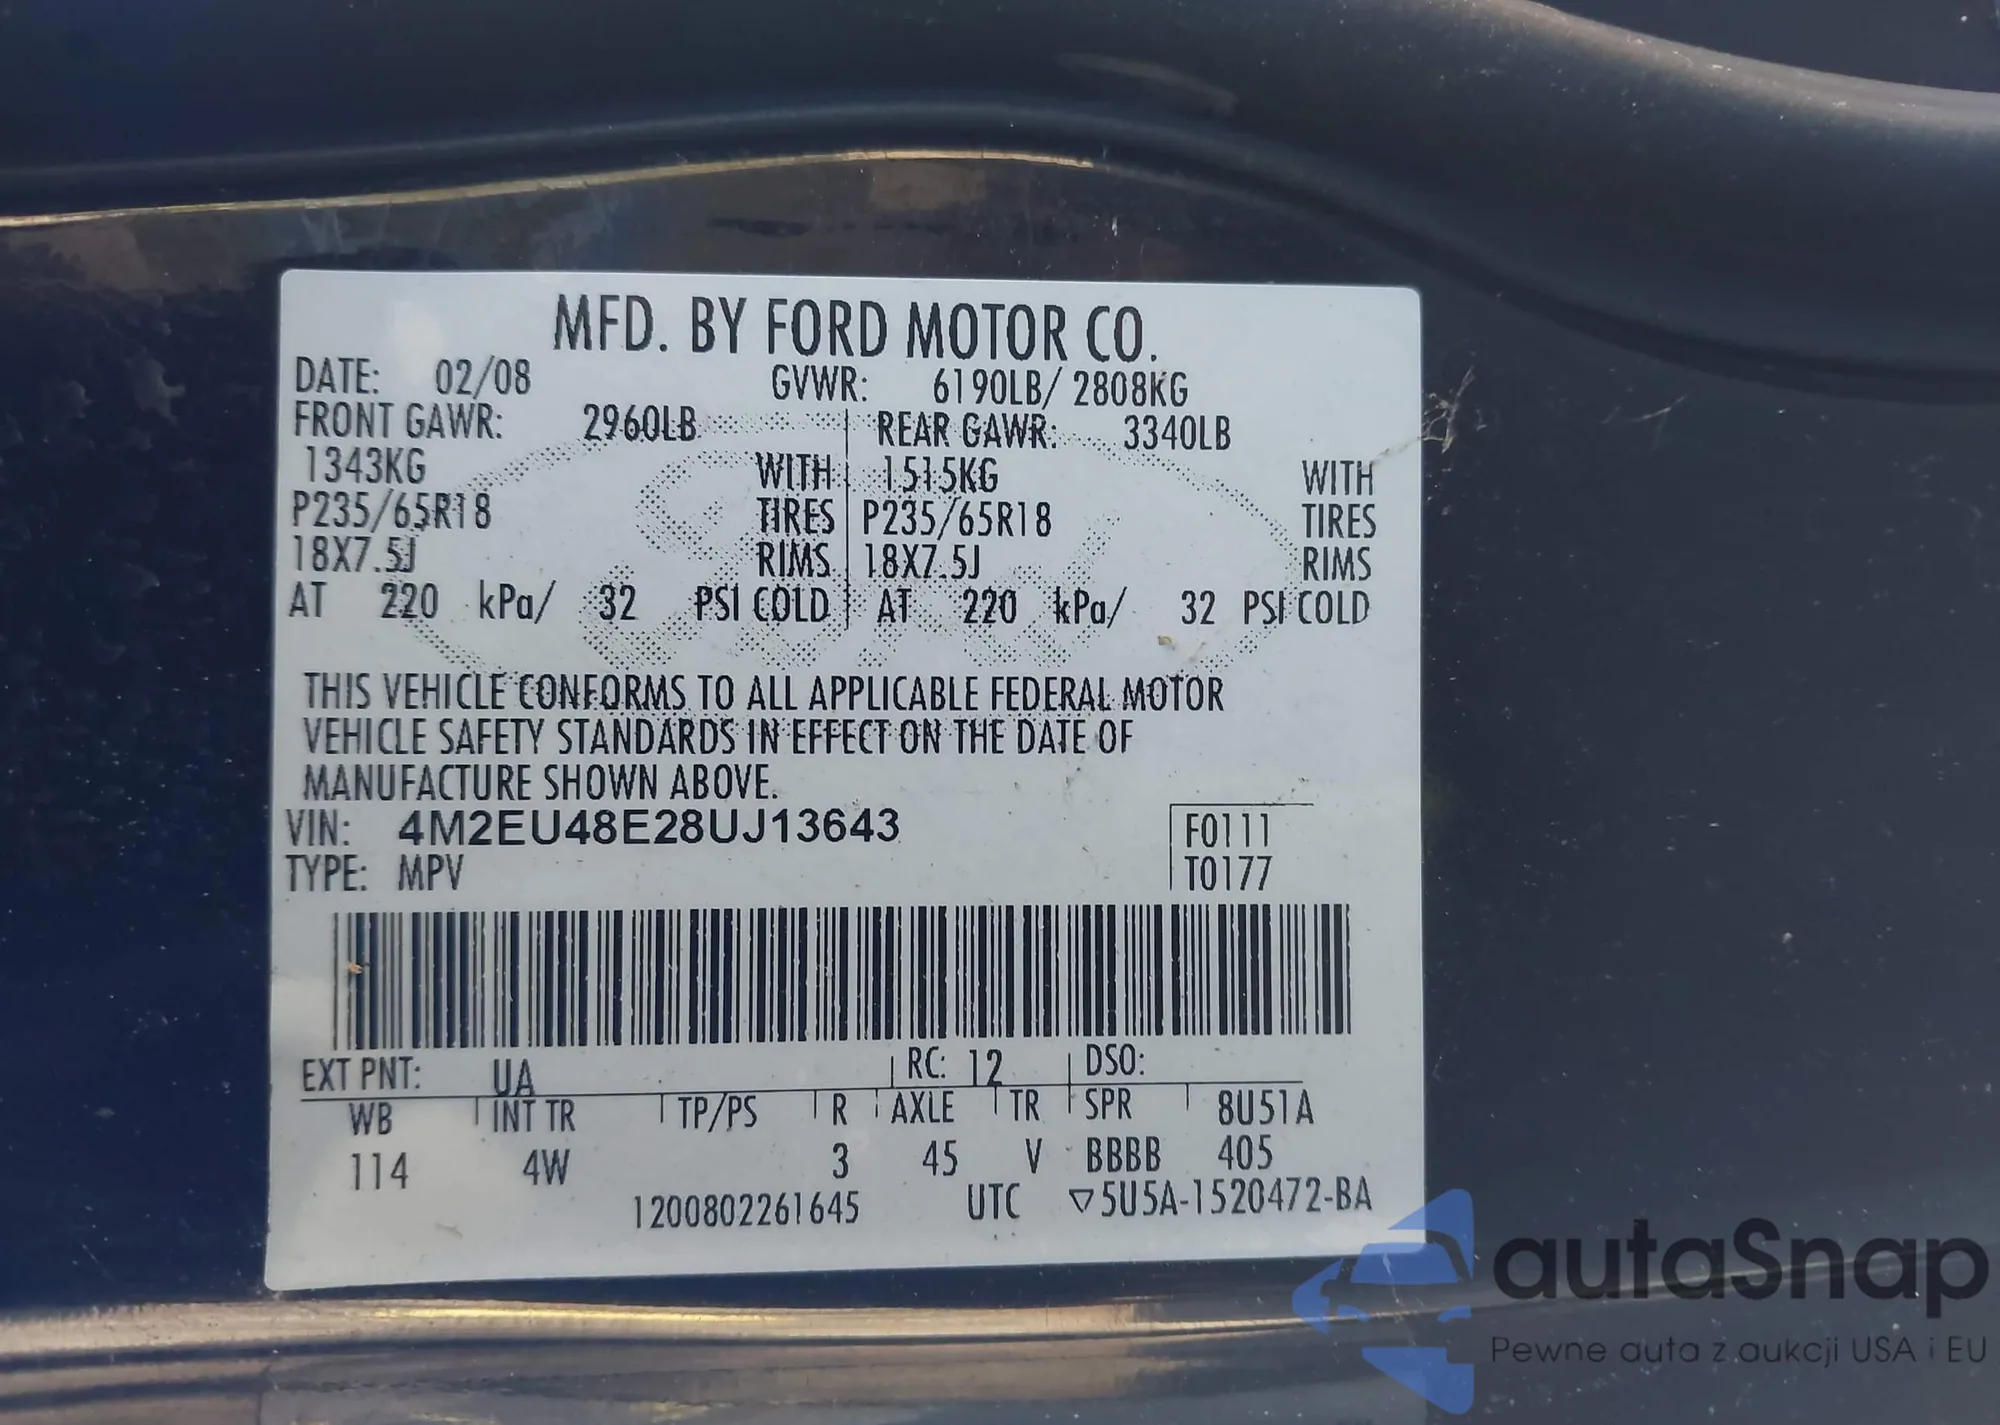 MFD. BY FORD MOTOR CO.
DATE: 02/08 GVWR: 6190LB/ 2808KG
FRONT GAWR: 2960LB REAR GAWR: 3340LB
1343KG WITH 1515KG WITH
P235/65R18 TIRES P235/65R18 TIRES
18X7.5J RIMS 18X7.5J RIMS
AT 220 kPa/ 32 PSI COLD AT 220 kPa/ 32 PSI COLD
THIS VEHICLE CONFORMS TO ALL APPLICABLE FEDERAL MOTOR
VEHICLE SAFETY STANDARDS IN EFFECT ON THE DATE OF
MANUFACTURE SHOWN ABOVE.
VIN: 4M2EU48E28UJ13643 F0111
TYPE: MPV T0177
EXT PNT: UA RC: 12 DSO:
WB INT TR TP/PS R AXLE TR SPR 8U51A
114 4W 3 45 V BBBB 405
1200802261645 UTC ▽5U5A-1520472-BA
autaSnap
Pewne auta z aukcji USA i EU